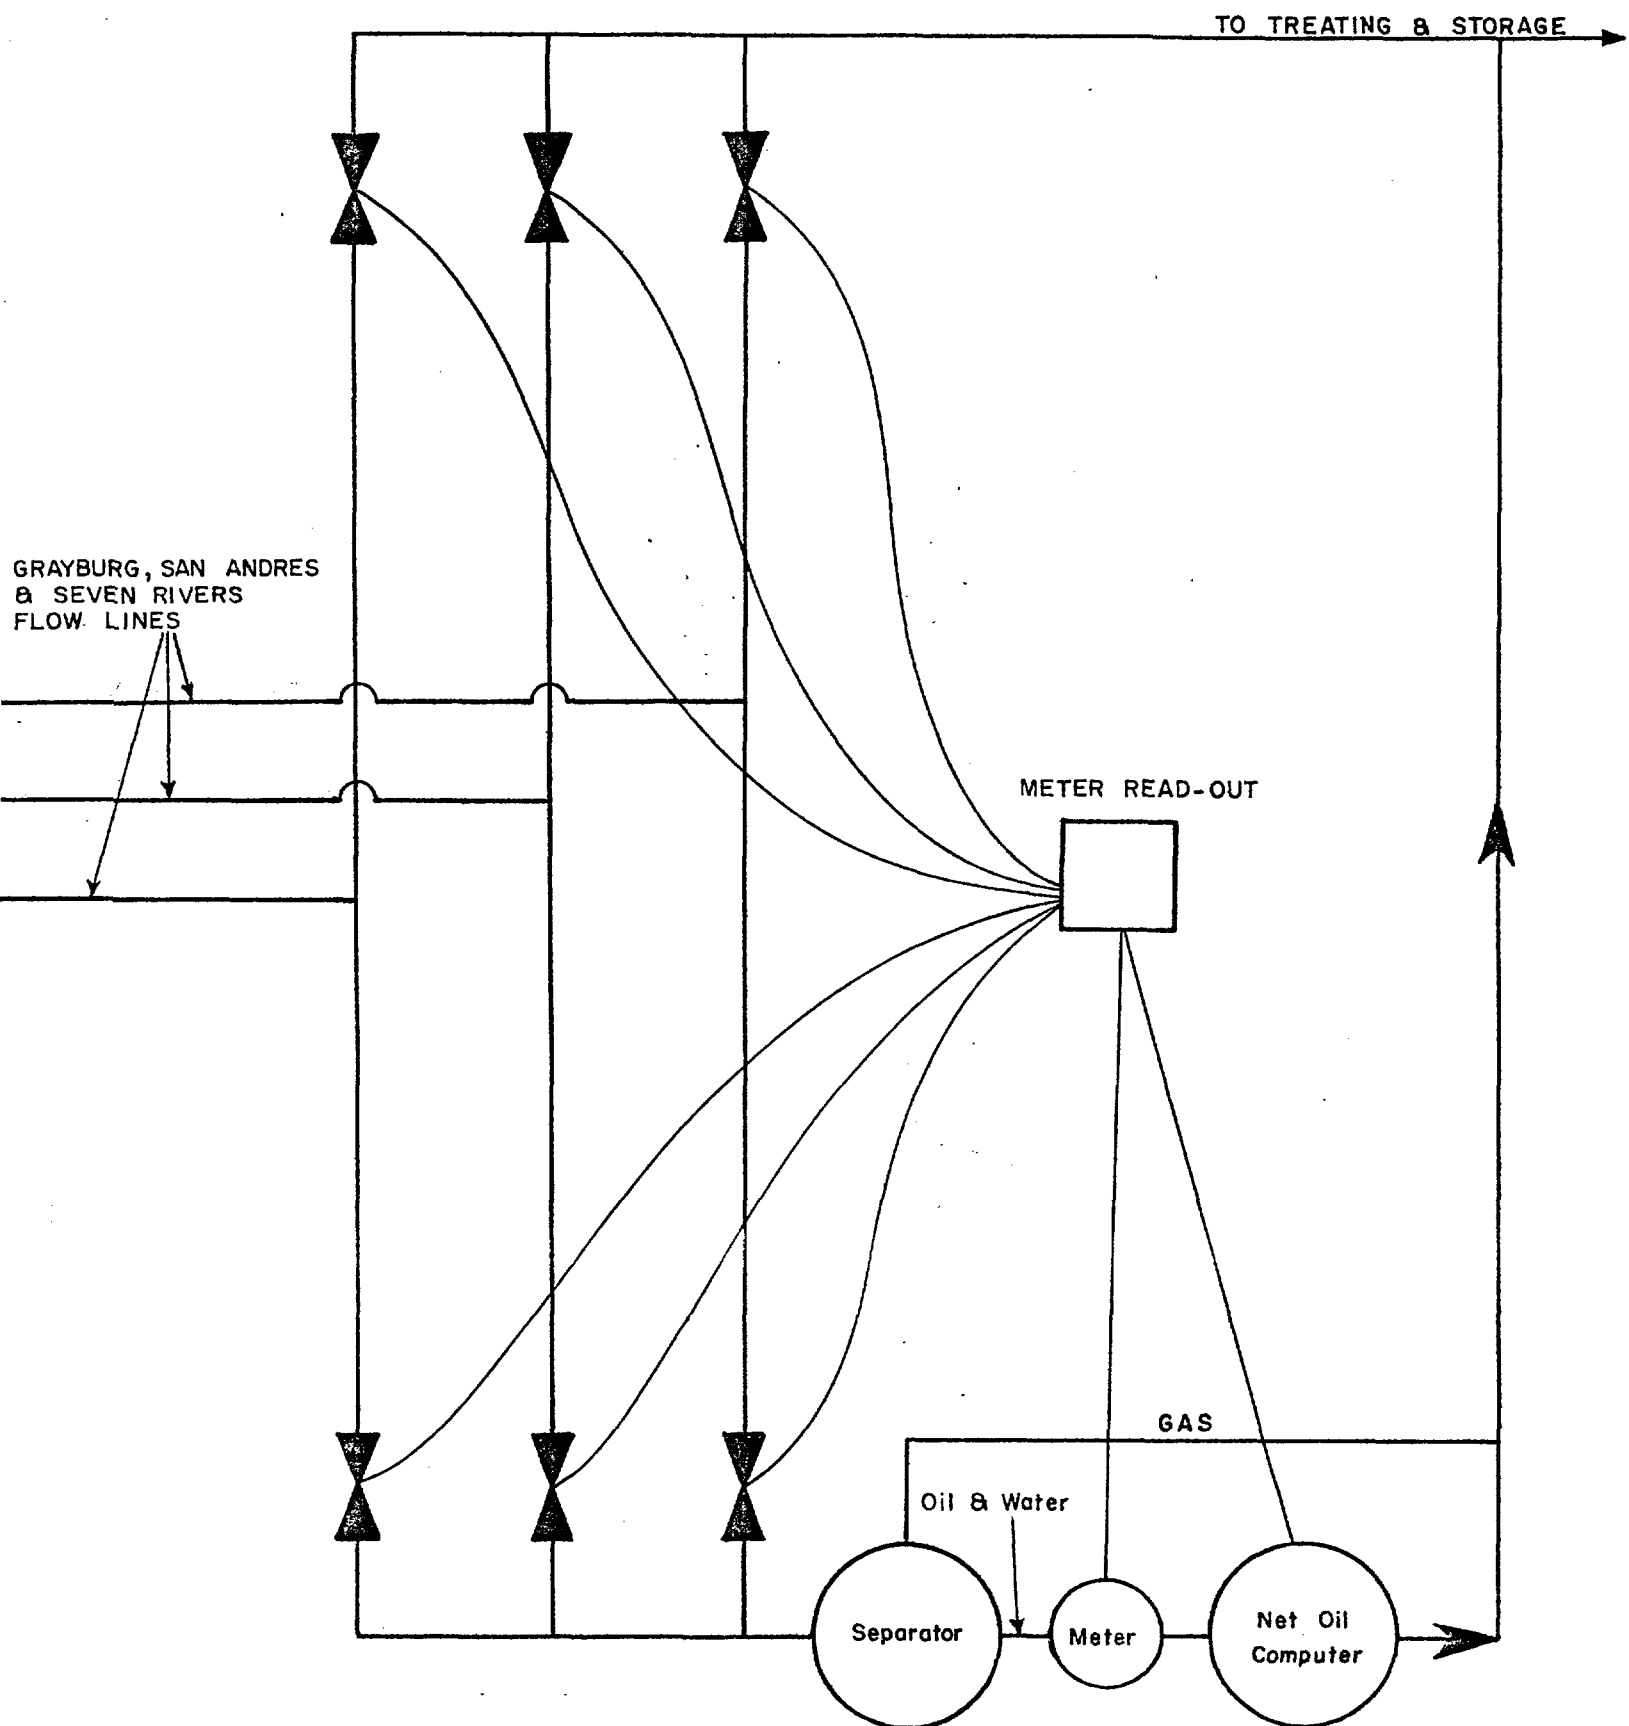 TO TREATING & STORAGE
GRAYBURG, SAN ANDRES
& SEVEN RIVERS
FLOW LINES
METER READ-OUT
GAS
Oil & Water
Separator
Meter
Net Oil
Computer